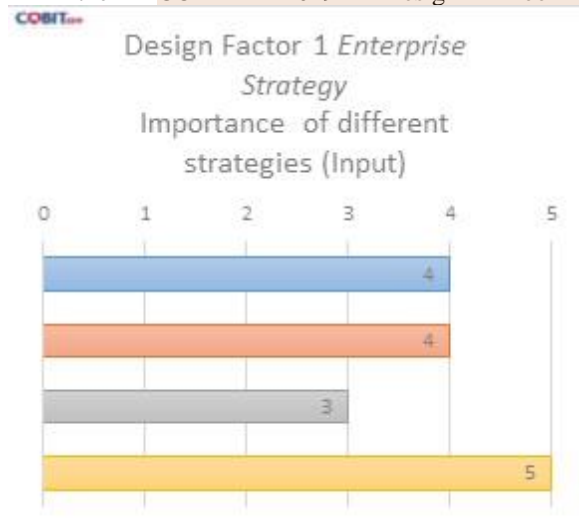 COBIT
Design Factor 1 Enterprise
Strategy
Importance of different
strategies (Input)
0 1 2 3 4 5
4
4
3
5